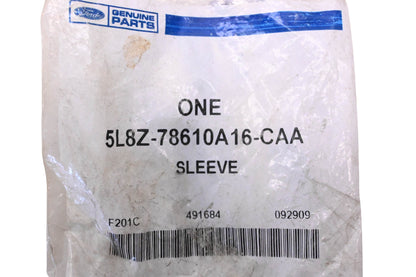 Ford
GENUINE
PARTS
ONE
5L8Z-78610A16-CAA
SLEEVE
F201C 491684 092909